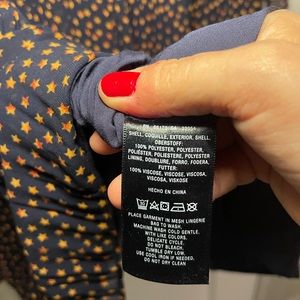 SHELL, COQUILLE, EXTERIOR, SHELL,
OBERSTOFF:
100% POLYESTER, POLYESTER,
POLIÉSTER, POLIESTERE, POLYESTER
LINING, DOUBLURE, FORRO, FODERA,
FUTTER:
100% VISCOSE, VISCOSE, VISCOSA,
VISCOSA, VISKOSE
HECHO EN CHINA
PLACE GARMENT IN MESH LINGERIE
BAG TO WASH.
MACHINE WASH COLD GENTLE.
WITH LIKE COLORS.
DELICATE CYCLE.
DO NOT BLEACH.
TUMBLE DRY LOW.
USE COOL IRON IF NEEDED.
DO NOT DRY CLEAN